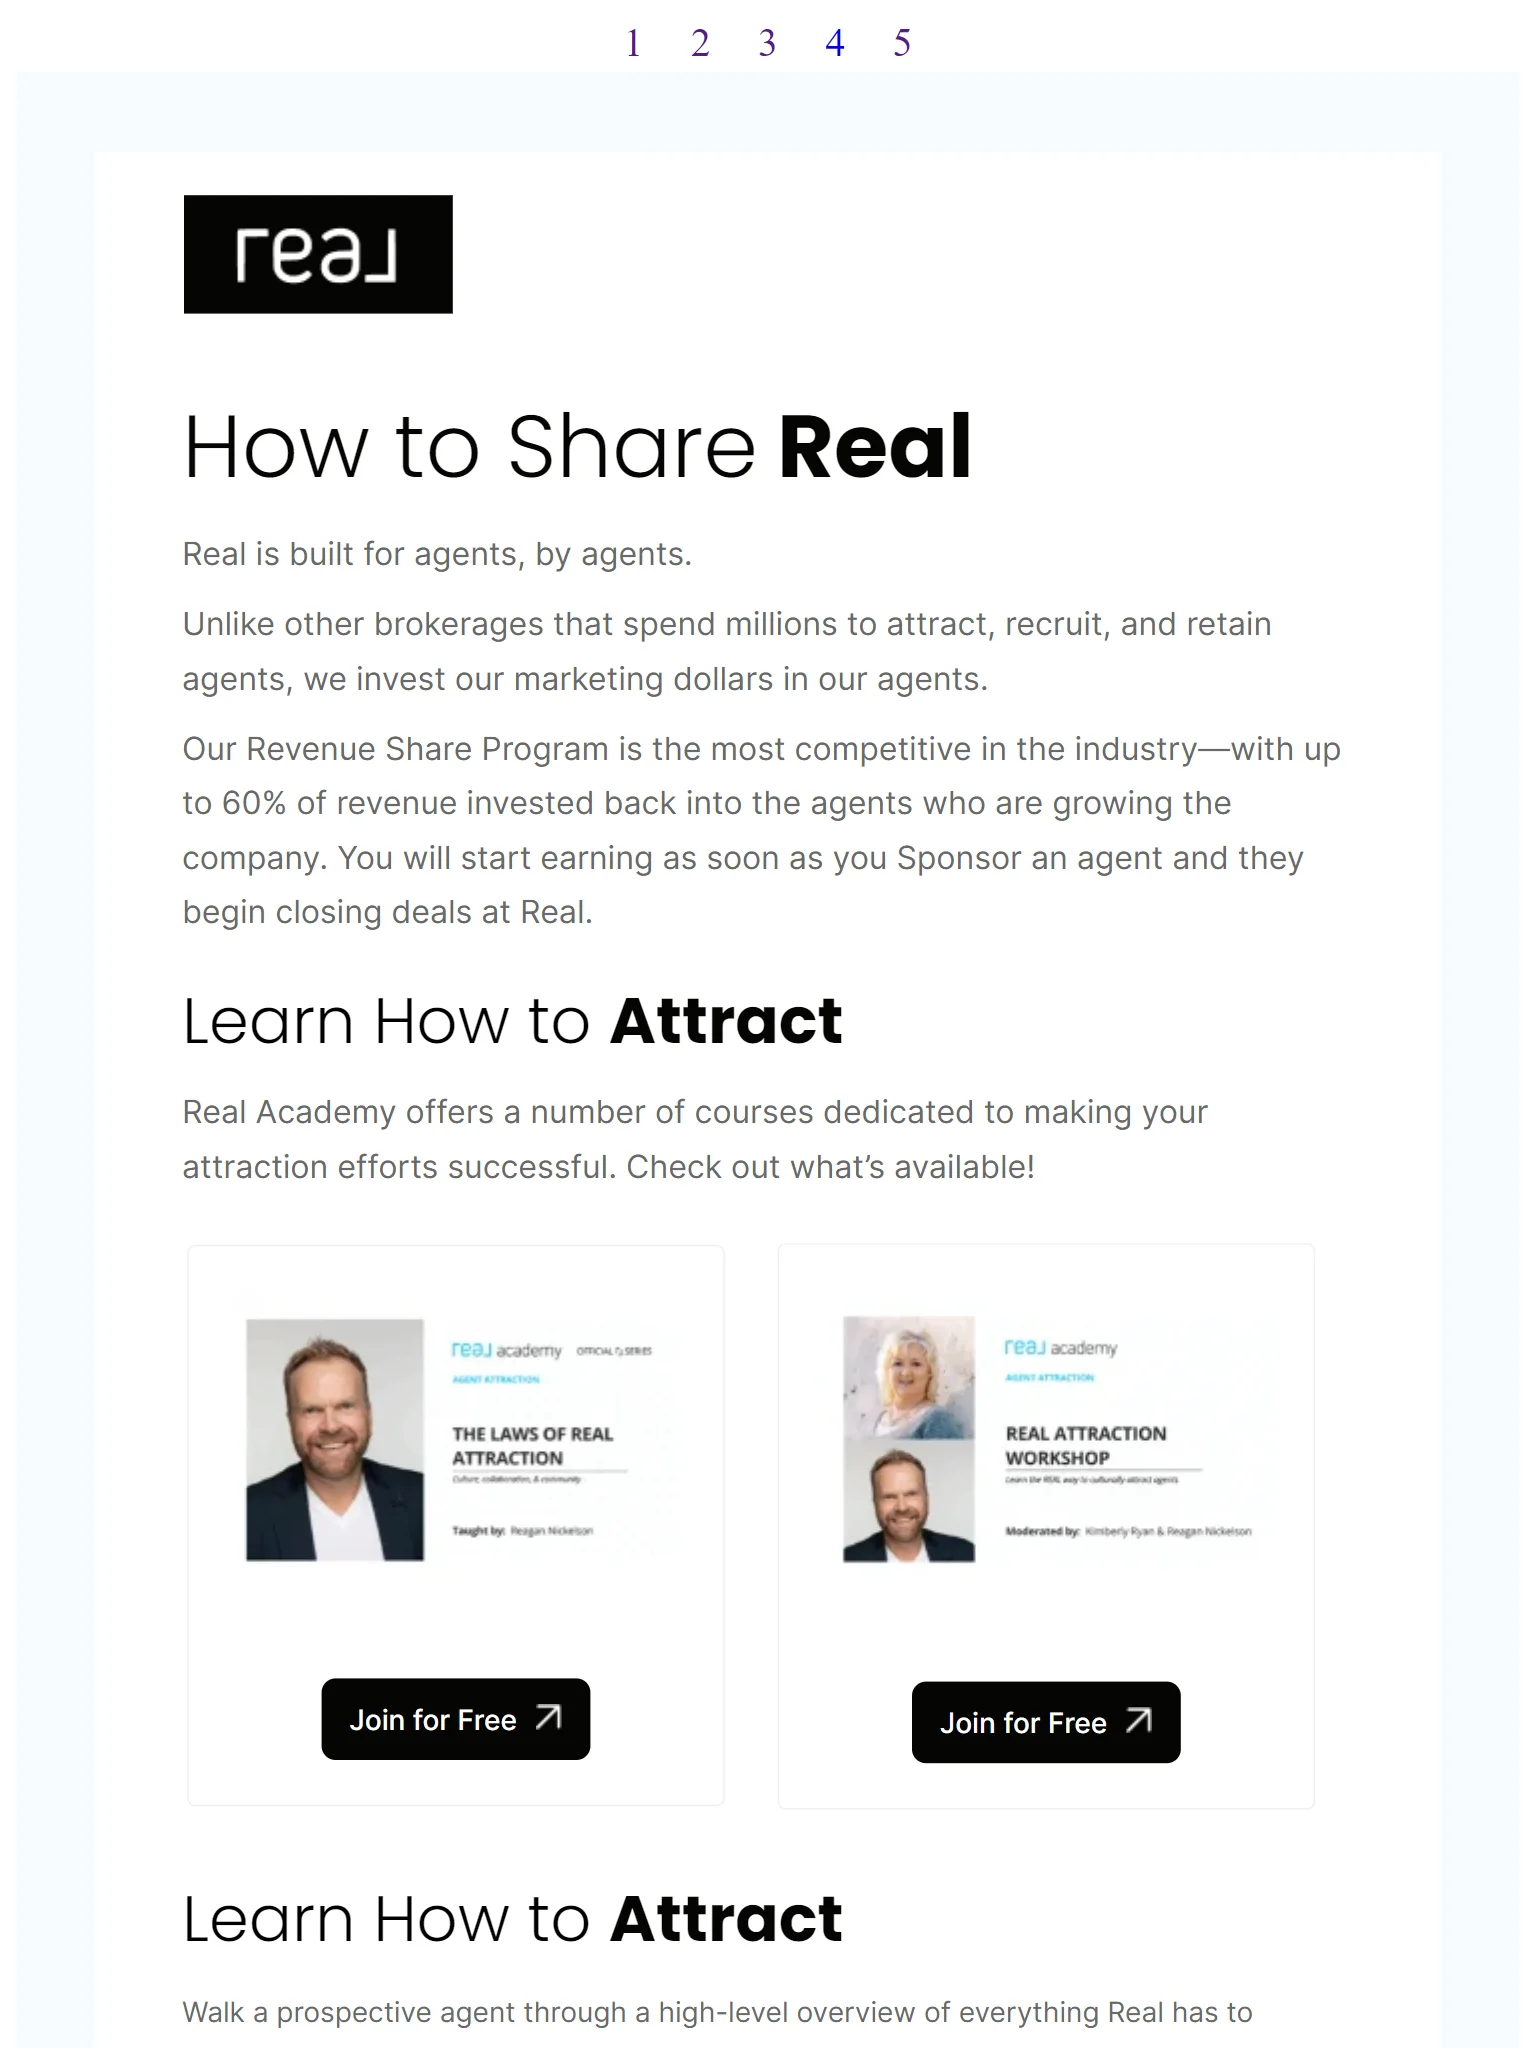 1 2 3 4 5
real
How to Share Real
Real is built for agents, by agents.
Unlike other brokerages that spend millions to attract, recruit, and retain
agents, we invest our marketing dollars in our agents.
Our Revenue Share Program is the most competitive in the industry—with up
to 60% of revenue invested back into the agents who are growing the
company. You will start earning as soon as you Sponsor an agent and they
begin closing deals at Real.
Learn How to Attract
Real Academy offers a number of courses dedicated to making your
attraction efforts successful. Check out what’s available!
real academy OFFICIAL SERIES
AGENT ATTRACTION
THE LAWS OF REAL
ATTRACTION
Culture, collaboration, & community
Taught by: Reagan Nickelson
Join for Free
real academy
AGENT ATTRACTION
REAL ATTRACTION
WORKSHOP
Learn the REAL way to culturally attract agents
Moderated by: Kimberly Ryan & Reagan Nickelson
Join for Free
Learn How to Attract
Walk a prospective agent through a high-level overview of everything Real has to